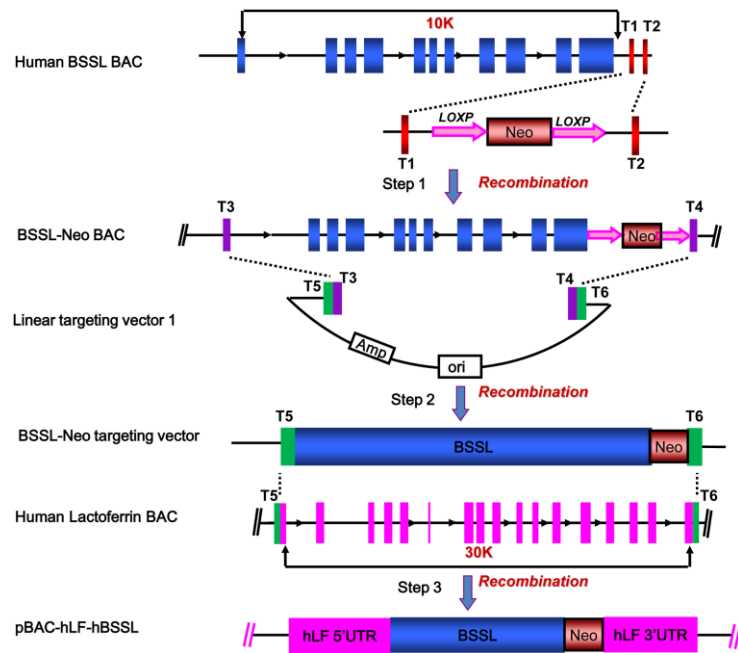 T1 T2
10K
Human BSSL BAC
LOXP Neo LOXP
T1 T2
Step 1 Recombination
T3 T4
BSSL-Neo BAC
Neo
T5 T3 T4 T6
Linear targeting vector 1
Amp
ori
Step 2 Recombination
T5 T6
BSSL-Neo targeting vector
BSSL Neo
T5 T6
Human Lactoferrin BAC
30K
Step 3 Recombination
pBAC-hLF-hBSSL
hLF 5'UTR BSSL Neo hLF 3'UTR